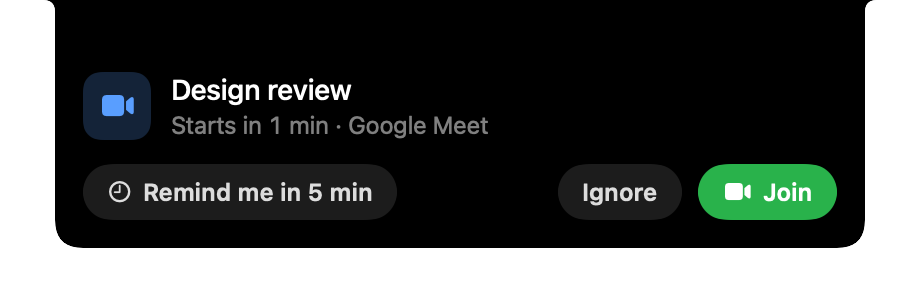 Design review
Starts in 1 min · Google Meet
Remind me in 5 min
Ignore
Join